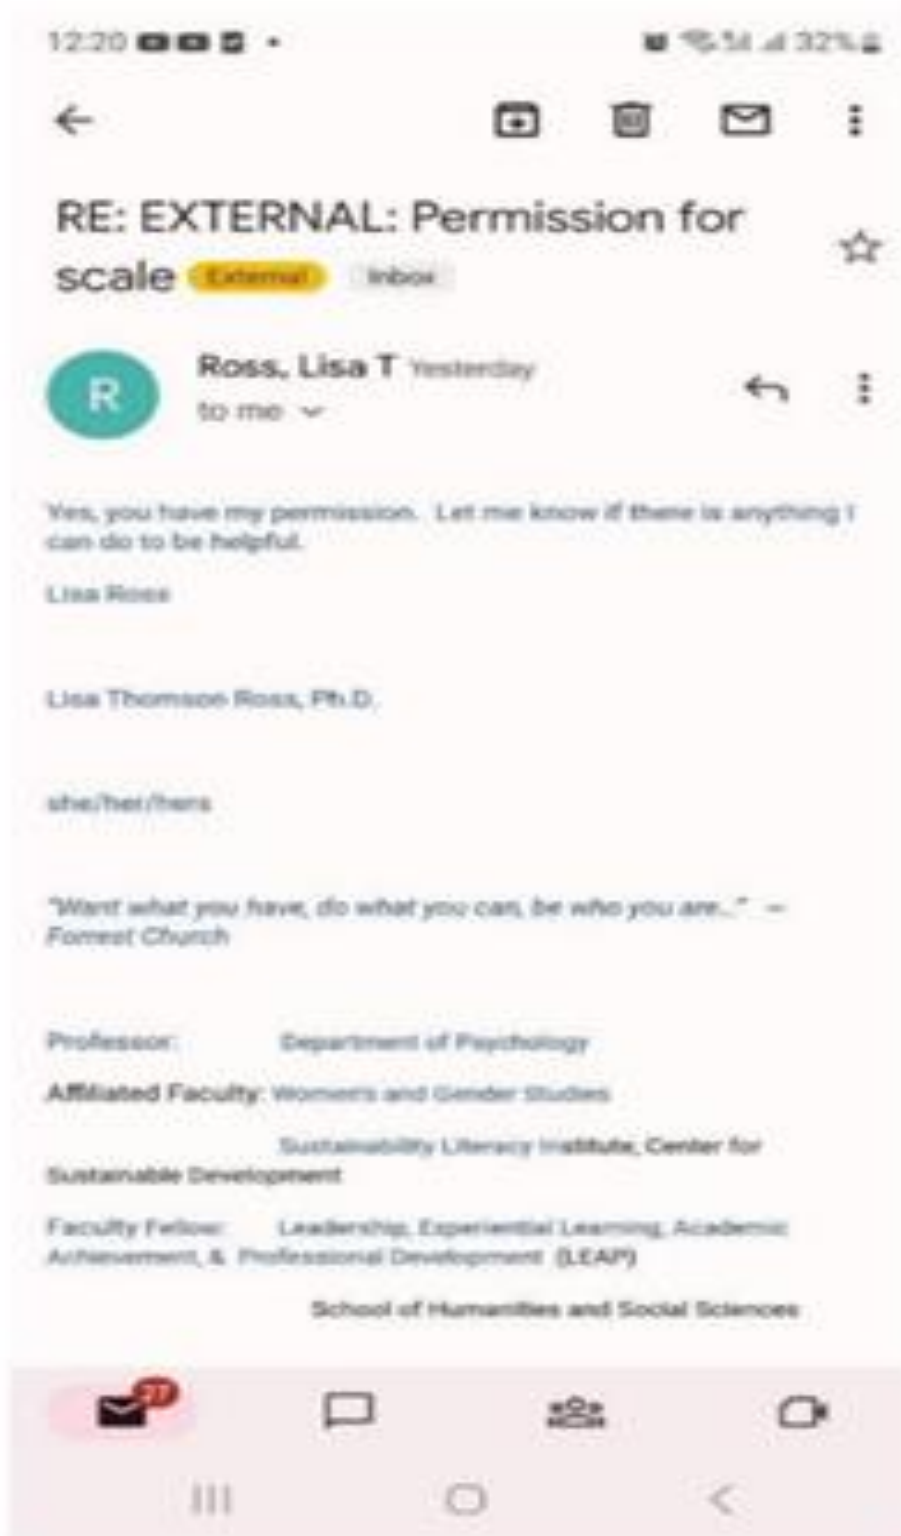 12:20
32%
RE: EXTERNAL: Permission for
scale External Inbox
R
Ross, Lisa T Yesterday
to me
Yes, you have my permission. Let me know if there is anything I
can do to be helpful.
Lisa Ross
Lisa Thomson Ross, Ph.D.
she/her/hers
"Want what you have, do what you can, be who you are..." –
Forrest Church
Professor: Department of Psychology
Affiliated Faculty: Women's and Gender Studies
Sustainability Literacy Institute, Center for
Sustainable Development
Faculty Fellow: Leadership, Experiential Learning, Academic
Achievement, & Professional Development (LEAP)
School of Humanities and Social Sciences